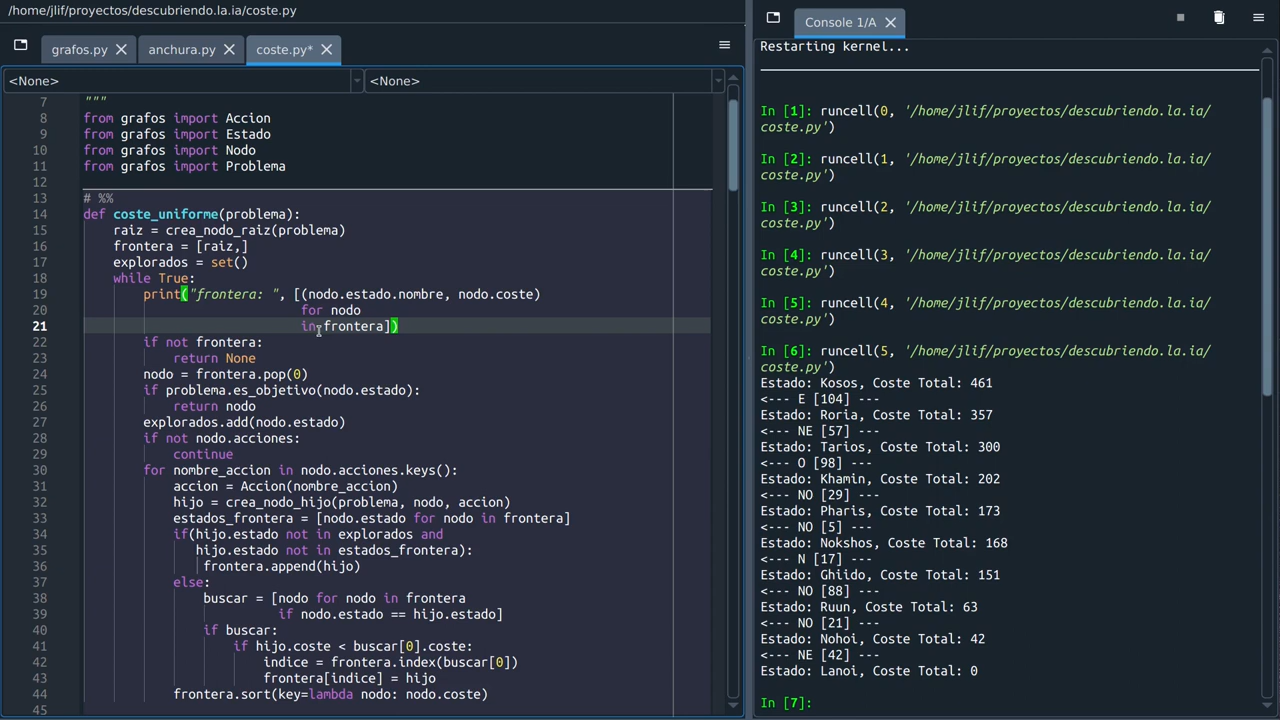 /home/jlif/proyectos/descubriendo.la.ia/coste.py
grafos.py
anchura.py
coste.py*
<None>
<None>
7 """
8 from grafos import Accion
9 from grafos import Estado
10 from grafos import Nodo
11 from grafos import Problema
12
13 # %%
14 def coste_uniforme(problema):
15 raiz = crea_nodo_raiz(problema)
16 frontera = [raiz,]
17 explorados = set()
18 while True:
19 print("frontera: ", [(nodo.estado.nombre, nodo.coste)
20 for nodo
21 in frontera])
22 if not frontera:
23 return None
24 nodo = frontera.pop(0)
25 if problema.es_objetivo(nodo.estado):
26 return nodo
27 explorados.add(nodo.estado)
28 if not nodo.acciones:
29 continue
30 for nombre_accion in nodo.acciones.keys():
31 accion = Accion(nombre_accion)
32 hijo = crea_nodo_hijo(problema, nodo, accion)
33 estados_frontera = [nodo.estado for nodo in frontera]
34 if(hijo.estado not in explorados and
35 hijo.estado not in estados_frontera):
36 frontera.append(hijo)
37 else:
38 buscar = [nodo for nodo in frontera
39 if nodo.estado == hijo.estado]
40 if buscar:
41 if hijo.coste < buscar[0].coste:
42 indice = frontera.index(buscar[0])
43 frontera[indice] = hijo
44 frontera.sort(key=lambda nodo: nodo.coste)
45
Console 1/A
Restarting kernel...
In [1]: runcell(0, '/home/jlif/proyectos/descubriendo.la.ia/
coste.py')
In [2]: runcell(1, '/home/jlif/proyectos/descubriendo.la.ia/
coste.py')
In [3]: runcell(2, '/home/jlif/proyectos/descubriendo.la.ia/
coste.py')
In [4]: runcell(3, '/home/jlif/proyectos/descubriendo.la.ia/
coste.py')
In [5]: runcell(4, '/home/jlif/proyectos/descubriendo.la.ia/
coste.py')
In [6]: runcell(5, '/home/jlif/proyectos/descubriendo.la.ia/
coste.py')
Estado: Kosos, Coste Total: 461
<--- E [104] ---
Estado: Roria, Coste Total: 357
<--- NE [57] ---
Estado: Tarios, Coste Total: 300
<--- O [98] ---
Estado: Khamin, Coste Total: 202
<--- NO [29] ---
Estado: Pharis, Coste Total: 173
<--- NO [5] ---
Estado: Nokshos, Coste Total: 168
<--- N [17] ---
Estado: Ghiido, Coste Total: 151
<--- NO [88] ---
Estado: Ruun, Coste Total: 63
<--- NO [21] ---
Estado: Nohoi, Coste Total: 42
<--- NE [42] ---
Estado: Lanoi, Coste Total: 0
In [7]: